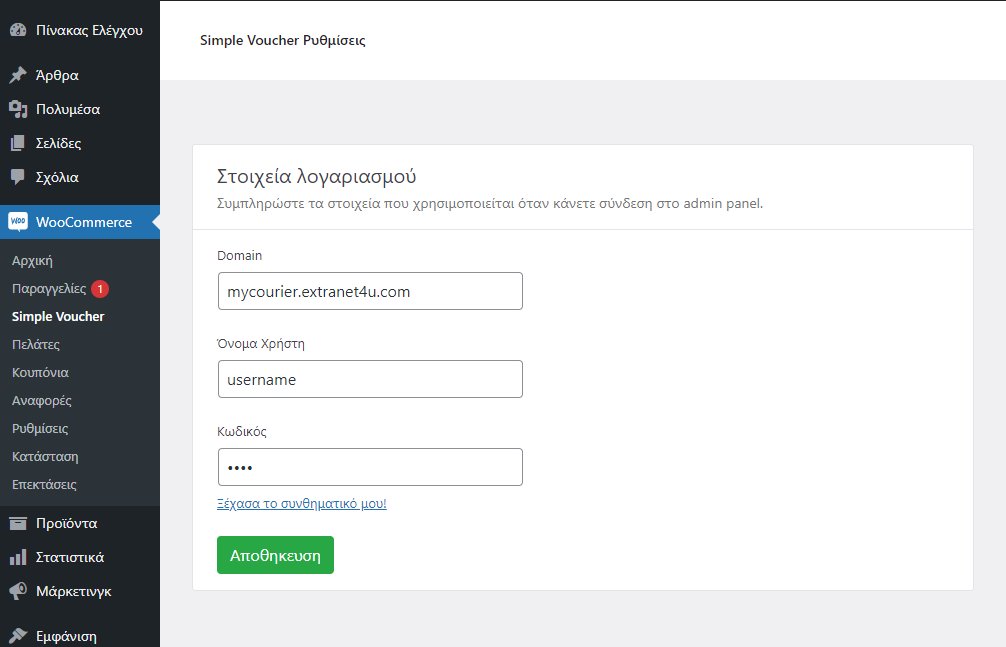 Πίνακας Ελέγχου
Άρθρα
Πολυμέσα
Σελίδες
Σχόλια
WOO WooCommerce
Αρχική
Παραγγελίες 1
Simple Voucher
Πελάτες
Κουπόνια
Αναφορές
Ρυθμίσεις
Κατάσταση
Επεκτάσεις
Προϊόντα
Στατιστικά
Μάρκετινγκ
Εμφάνιση
Simple Voucher Ρυθμίσεις
Στοιχεία λογαριασμού
Συμπληρώστε τα στοιχεία που χρησιμοποιείται όταν κάνετε σύνδεση στο admin panel.
Domain
mycourier.extranet4u.com
Όνομα Χρήστη
username
Κωδικός
••••
Ξέχασα το συνθηματικό μου!
Αποθηκευση